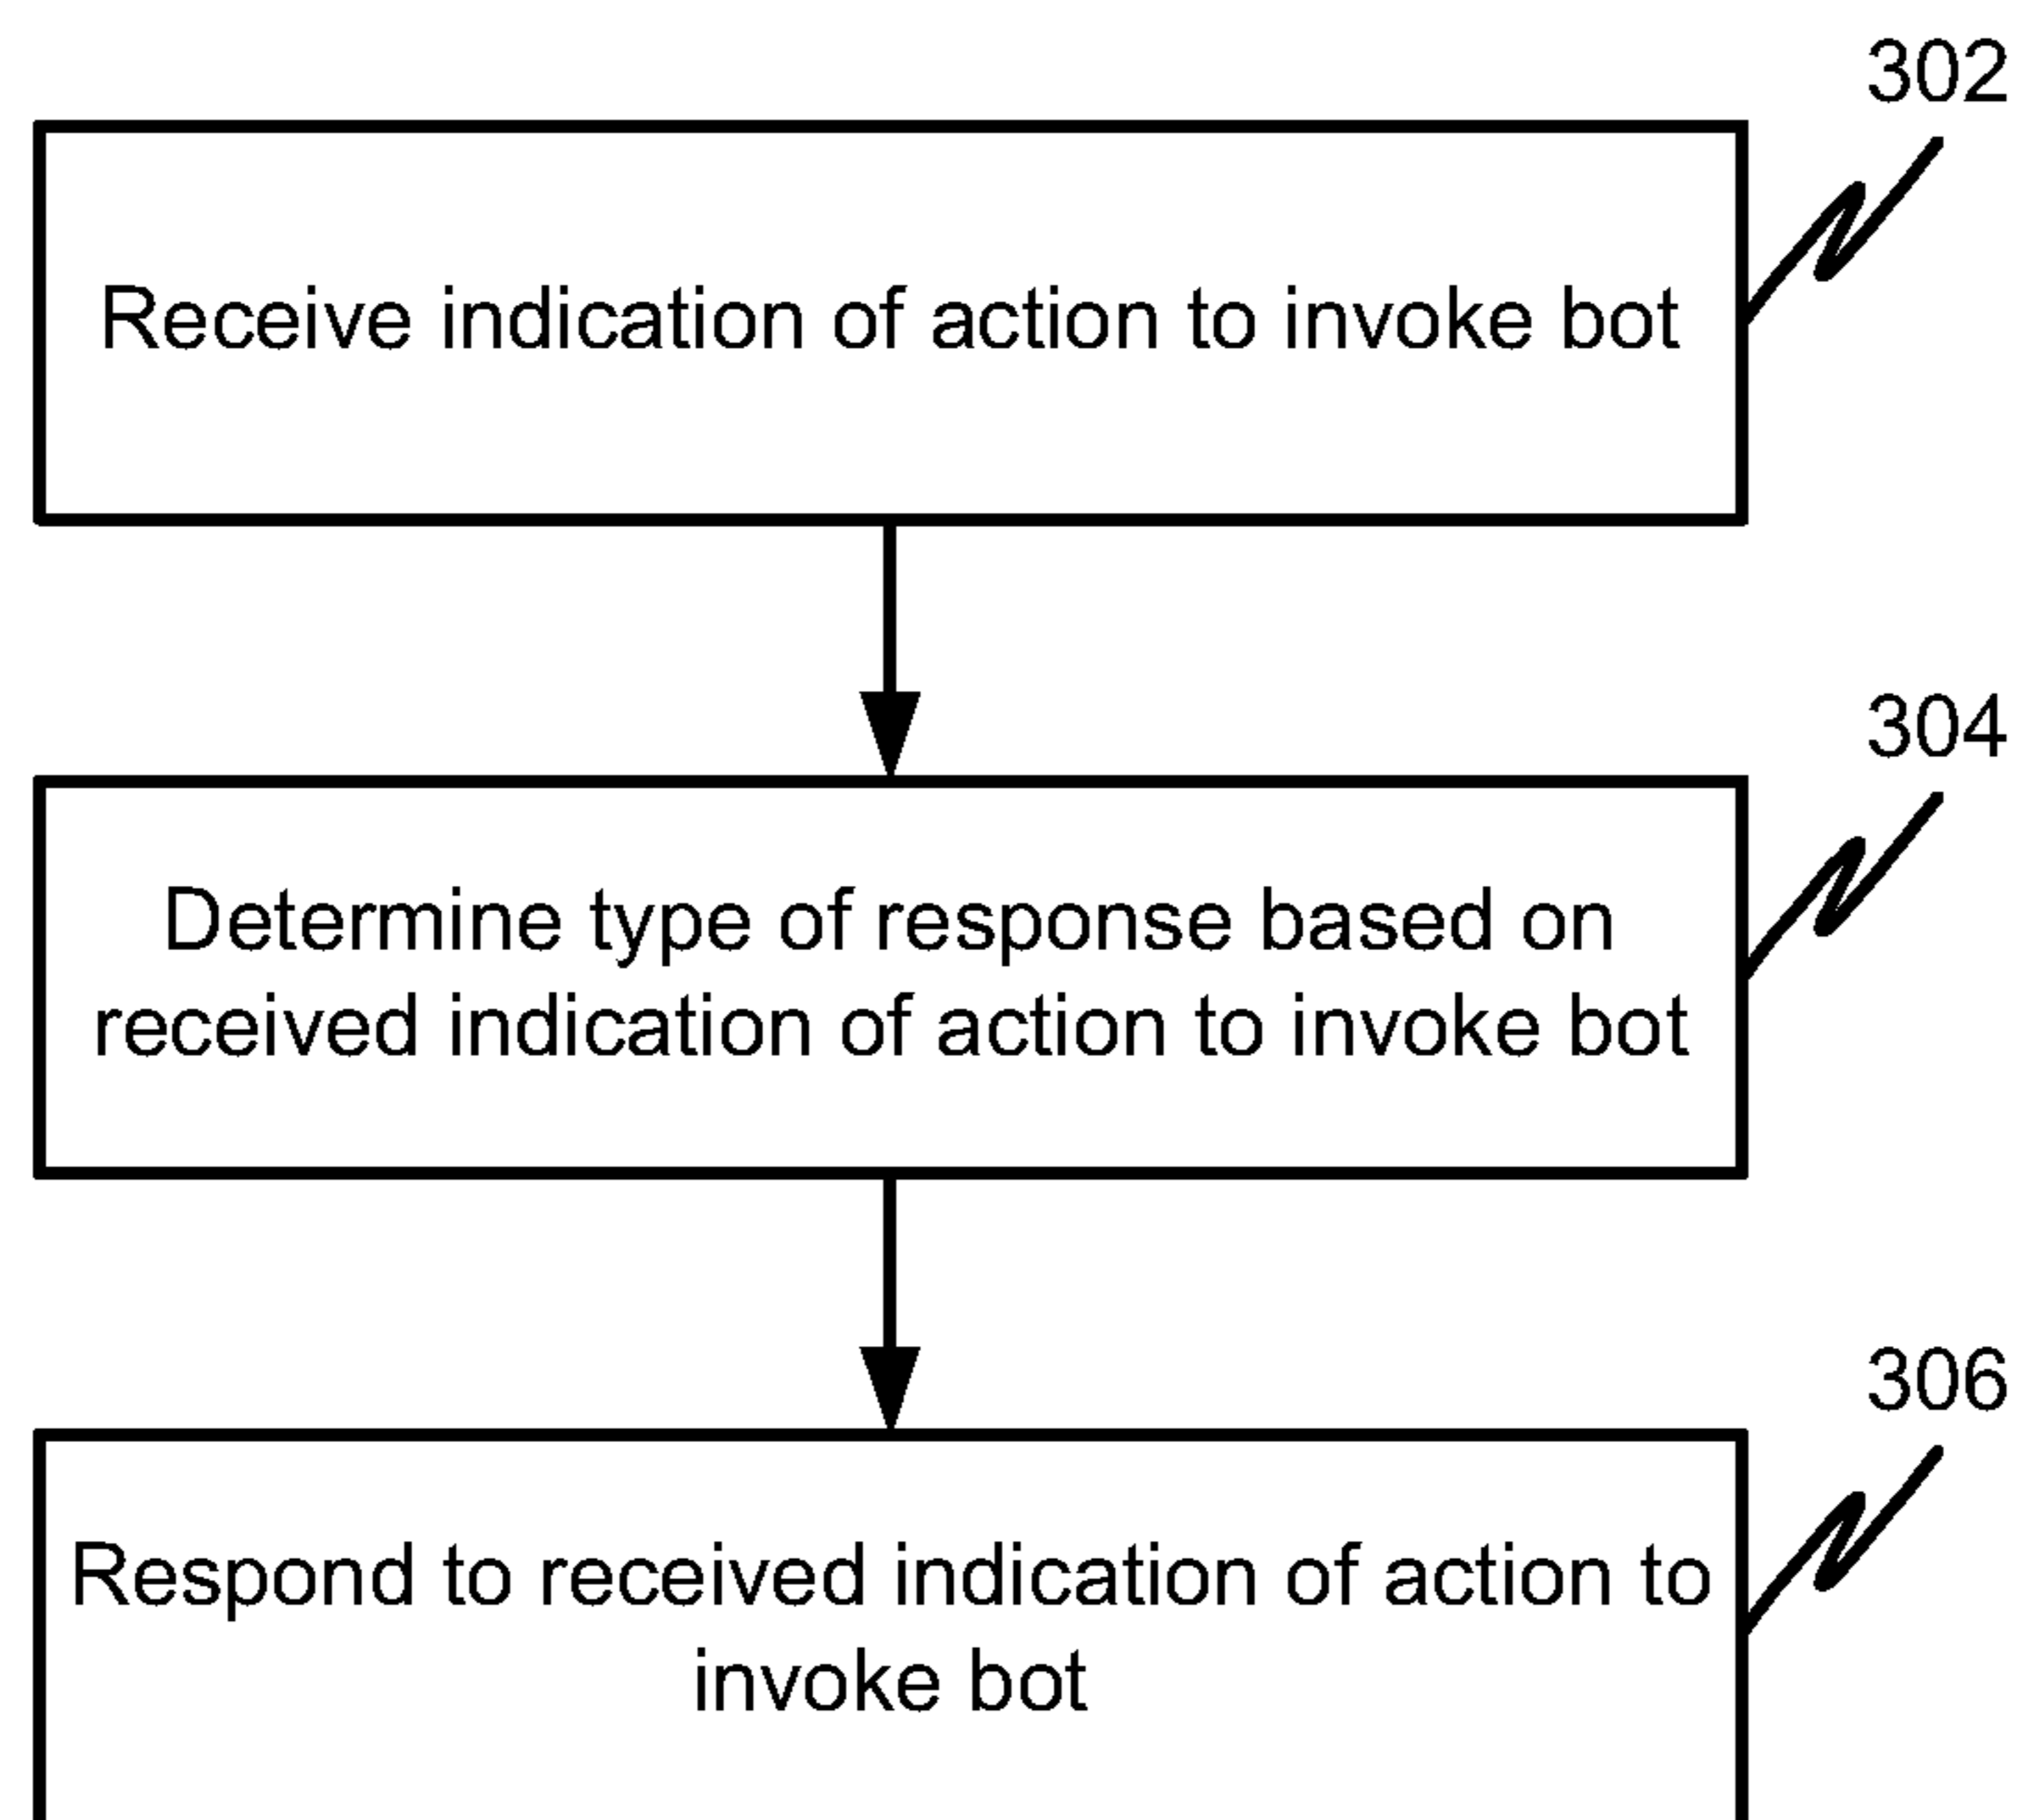 302
Receive indication of action to invoke bot
304
Determine type of response based on
received indication of action to invoke bot
306
Respond to received indication of action to
invoke bot